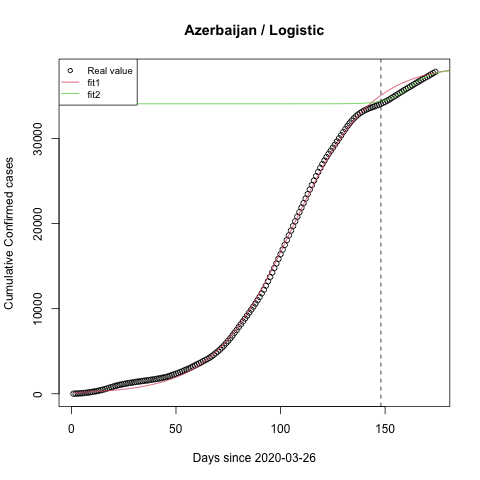 Azerbaijan / Logistic
Real value
fit1
fit2
Cumulative Confirmed cases
30000
20000
10000
0
0 50 100 150
Days since 2020-03-26